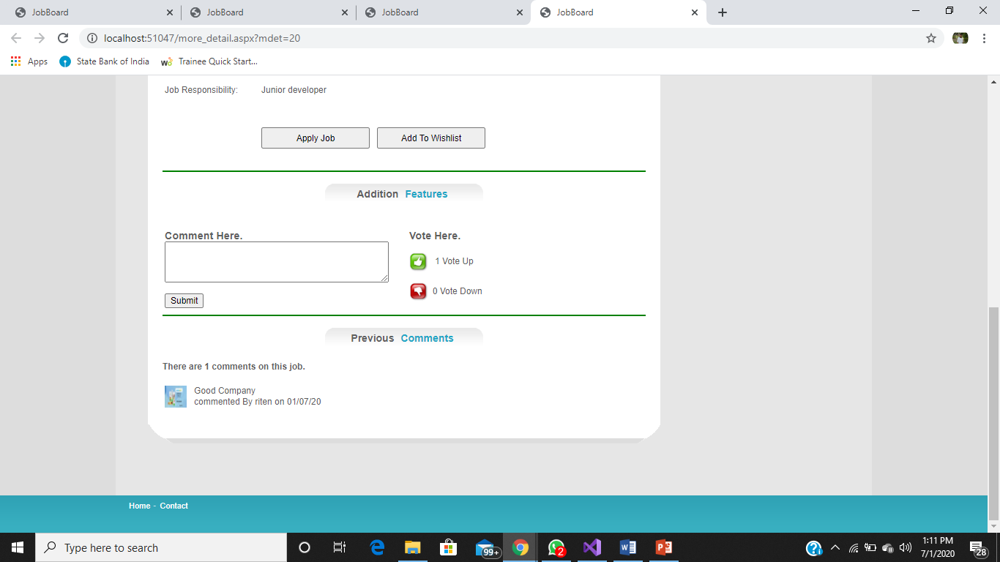 JobBoard JobBoard JobBoard JobBoard
localhost:51047/more_detail.aspx?mdet=20
Apps State Bank of India Trainee Quick Start...
Job Responsibility: Junior developer
Apply Job Add To Wishlist
Addition Features
Comment Here. Vote Here.
1 Vote Up
0 Vote Down
Submit
Previous Comments
There are 1 comments on this job.
Good Company
commented By riten on 01/07/20
Home - Contact
Type here to search
99+
2
1:11 PM
7/1/2020
28